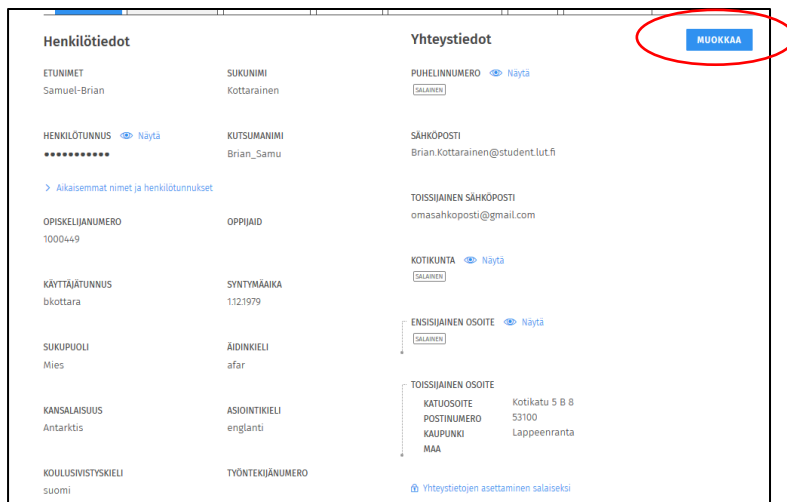 Henkilötiedot
ETUNIMET SUKUNIMI
Samuel-Brian Kottarainen
HENKILÖTUNNUS Näytä KUTSUMANIMI
●●●●●●●●●●● Brian_Samu
> Aikaisemmat nimet ja henkilötunnukset
OPISKELIJANUMERO OPPIJAID
1000449
KÄYTTÄJÄTUNNUS SYNTYMÄAIKA
bkottara 1.12.1979
SUKUPUOLI ÄIDINKIELI
Mies afar
KANSALAISUUS ASIOINTIKIELI
Antarktis englanti
KOULUSIVISTYSKIELI TYÖNTEKIJÄNUMERO
suomi
Yhteystiedot MUOKKAA
PUHELINNUMERO Näytä
SALAINEN
SÄHKÖPOSTI
Brian.Kottarainen@student.lut.fi
TOISSIJAINEN SÄHKÖPOSTI
omasahkoposti@gmail.com
KOTIKUNTA Näytä
SALAINEN
ENSISIJAINEN OSOITE Näytä
SALAINEN
TOISSIJAINEN OSOITE
KATUOSOITE Kotikatu 5 B 8
POSTINUMERO 53100
KAUPUNKI Lappeenranta
MAA
Yhteystietojen asettaminen salaiseksi